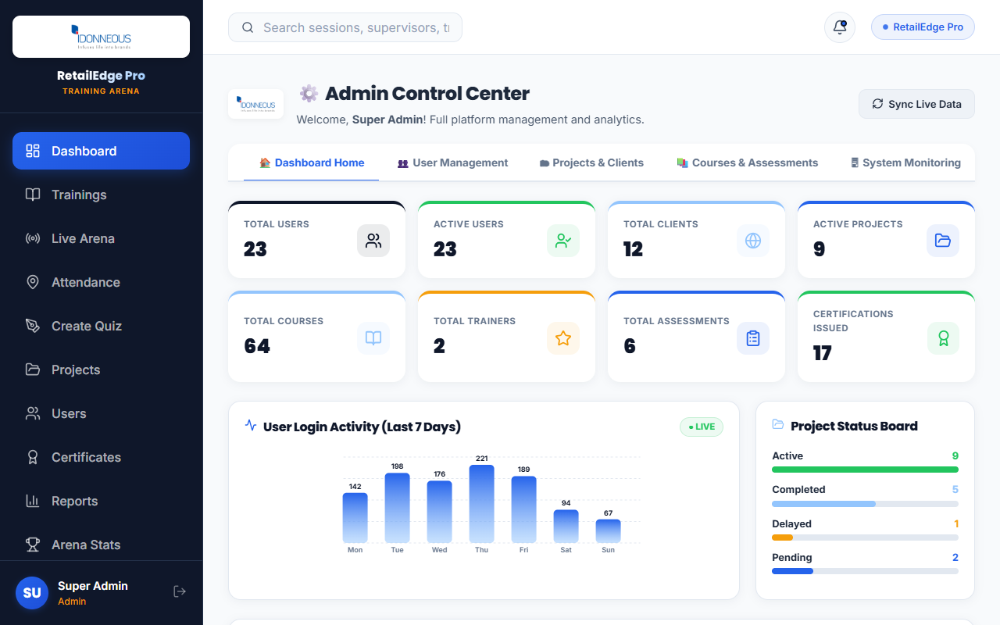 IDONNEOUS
Infuses life into brands
RetailEdge Pro
TRAINING ARENA
Dashboard
Trainings
Live Arena
Attendance
Create Quiz
Projects
Users
Certificates
Reports
Arena Stats
SU
Super Admin
Admin
Search sessions, supervisors, tr
RetailEdge Pro
IDONNEOUS
Admin Control Center
Welcome, Super Admin! Full platform management and analytics.
Sync Live Data
Dashboard Home
User Management
Projects & Clients
Courses & Assessments
System Monitoring
TOTAL USERS
23
ACTIVE USERS
23
TOTAL CLIENTS
12
ACTIVE PROJECTS
9
TOTAL COURSES
64
TOTAL TRAINERS
2
TOTAL ASSESSMENTS
6
CERTIFICATIONS
ISSUED
17
User Login Activity (Last 7 Days)
LIVE
142
198
176
221
189
94
67
Mon
Tue
Wed
Thu
Fri
Sat
Sun
Project Status Board
Active
9
Completed
5
Delayed
1
Pending
2